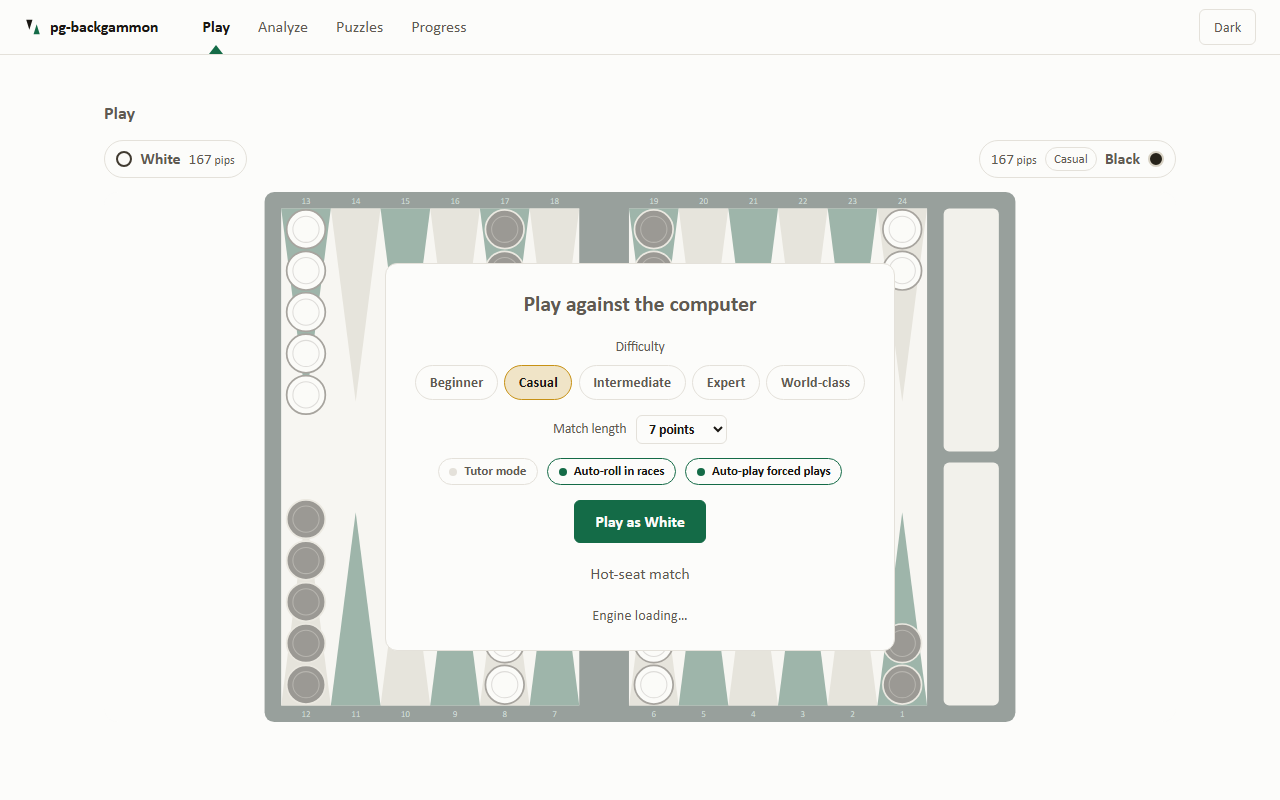 pg-backgammon Play Analyze Puzzles Progress Dark
Play
White 167 pips 167 pips Casual Black
13 14 15 16 17 18 19 20 21 22 23 24
Play against the computer
Difficulty
Beginner Casual Intermediate Expert World-class
Match length 7 points
Tutor mode Auto-roll in races Auto-play forced plays
Play as White
Hot-seat match
Engine loading...
12 11 10 9 8 7 6 5 4 3 2 1